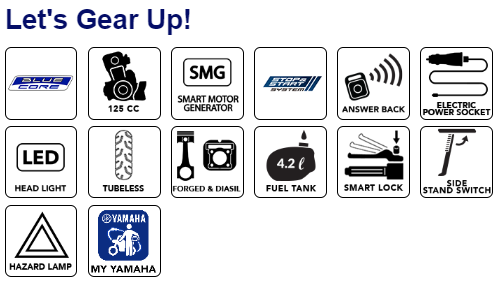 Let's Gear Up!
BLUE
CORE
125 CC
SMG
SMART MOTOR
GENERATOR
STOP&
START
SYSTEM
ANSWER BACK
ELECTRIC
POWER SOCKET
LED
HEAD LIGHT
TUBELESS
FORGED & DIASIL
4.2 ℓ
FUEL TANK
SMART LOCK
SIDE
STAND SWITCH
HAZARD LAMP
YAMAHA
MY YAMAHA